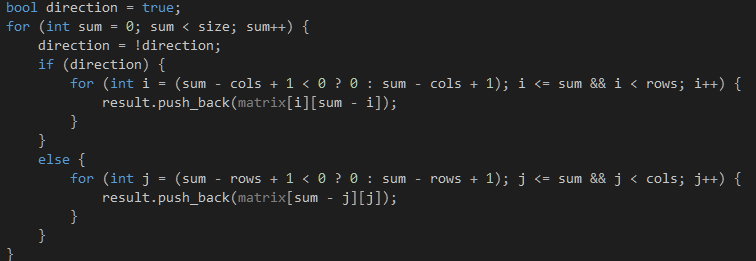 bool direction = true;
for (int sum = 0; sum < size; sum++) {
    direction = !direction;
    if (direction) {
        for (int i = (sum - cols + 1 < 0 ? 0 : sum - cols + 1); i <= sum && i < rows; i++) {
            result.push_back(matrix[i][sum - i]);
        }
    }
    else {
        for (int j = (sum - rows + 1 < 0 ? 0 : sum - rows + 1); j <= sum && j < cols; j++) {
            result.push_back(matrix[sum - j][j]);
        }
    }
}